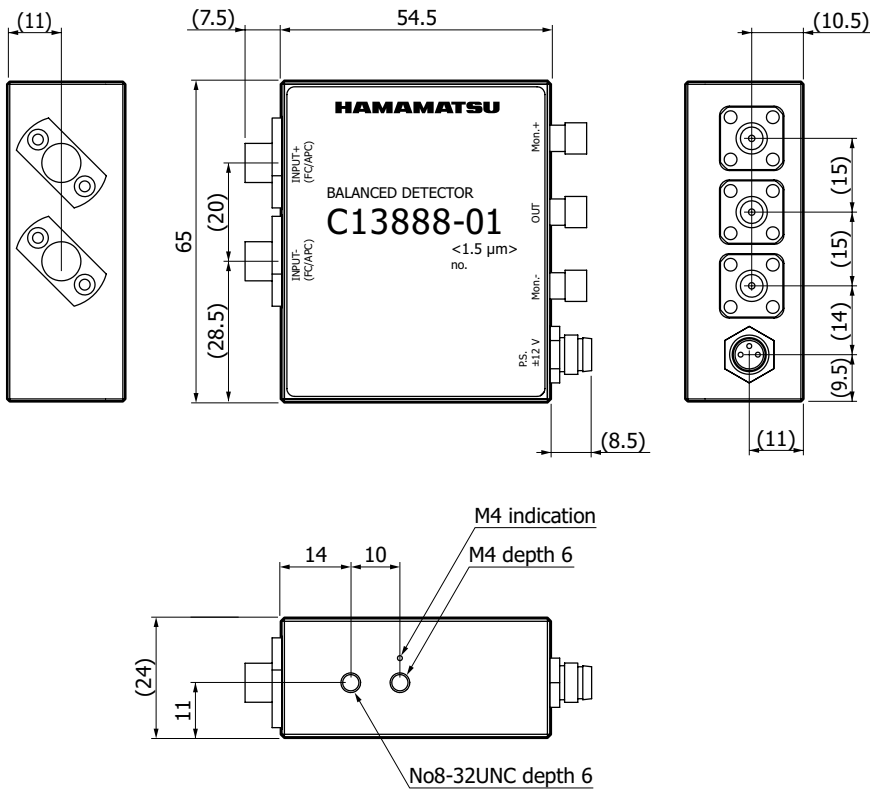 (11)
(7.5)
54.5
(10.5)
HAMAMATSU
INPUT+
(FC/APC)
Mon.+
BALANCED DETECTOR
C13888-01
<1.5 µm>
no.
OUT
INPUT-
(FC/APC)
Mon.-
P.S.
±12 V
65
(20)
(28.5)
(8.5)
(15)
(15)
(14)
(9.5)
(11)
M4 indication
14
10
M4 depth 6
(24)
11
No8-32UNC depth 6